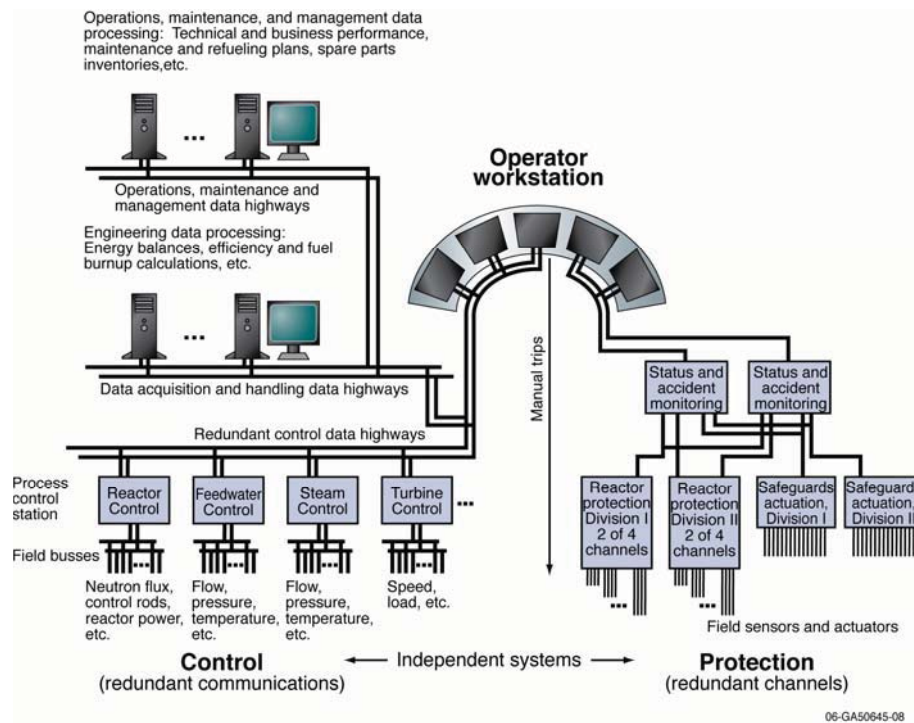 Operations, maintenance, and management data
processing: Technical and business performance,
maintenance and refueling plans, spare parts
inventories,etc.
Operations, maintenance and
management data highways
Engineering data processing:
Energy balances, efficiency and fuel
burnup calculations, etc.
Data acquisition and handling data highways
Redundant control data highways
Operator
workstation
Manual trips
Status and
accident
monitoring
Status and
accident
monitoring
Process
control
station
Reactor
Control
Feedwater
Control
Steam
Control
Turbine
Control
Reactor
protection
Division I
2 of 4
channels
Reactor
protection
Division II
2 of 4
channels
Safeguards
actuation,
Division I
Safeguards
actuation,
Division II
Field busses
Neutron flux,
control rods,
reactor power,
etc.
Flow,
pressure,
temperature,
etc.
Flow,
pressure,
temperature,
etc.
Speed,
load, etc.
Field sensors and actuators
Control
(redundant communications)
Independent systems
Protection
(redundant channels)
06-GA50645-08